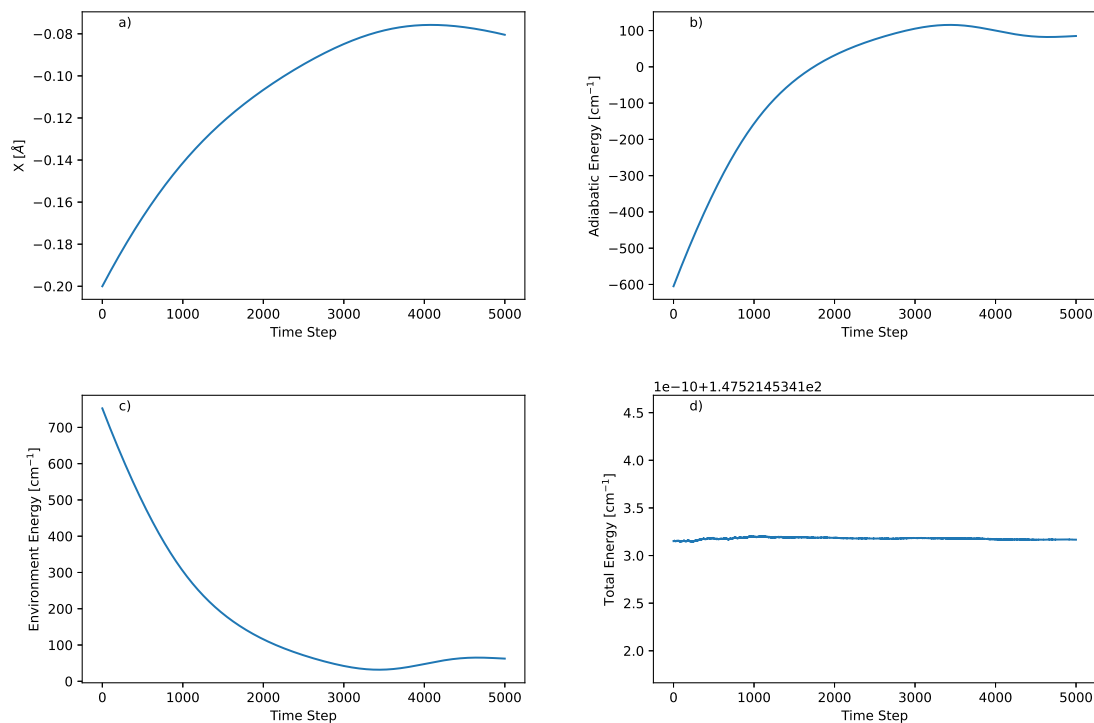 a)
−0.08
−0.10
−0.12
−0.14
−0.16
−0.18
−0.20
X [Å]
0 1000 2000 3000 4000 5000
Time Step
b)
100
0
−100
−200
−300
−400
−500
−600
Adiabatic Energy [cm⁻¹]
0 1000 2000 3000 4000 5000
Time Step
c)
700
600
500
400
300
200
100
0
Environment Energy [cm⁻¹]
0 1000 2000 3000 4000 5000
Time Step
1e−10+1.4752145341e2
d)
4.5
4.0
3.5
3.0
2.5
2.0
Total Energy [cm⁻¹]
0 1000 2000 3000 4000 5000
Time Step